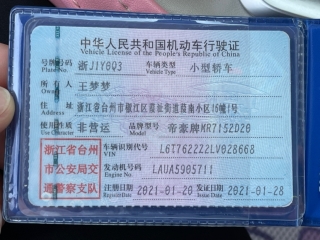 中华人民共和国机动车行驶证
Vehicle License of the People's Republic of China
号牌号码 浙J1Y6Q3 车辆类型 小型轿车
Plate No. Vehicle Type
所有人 王梦梦
Owner
住址 浙江省台州市椒江区葭沚街道葭南小区15幢1号
Address
使用性质 非营运 品牌型号 帝豪牌HR7152D20
Use Character Model
浙江省台州
市公安局交
通警察支队
车辆识别代号 L6T7622Z2LV028668
VIN
发动机号码 LAUA5905711
Engine No.
注册日期 2021-01-20 发证日期 2021-01-28
Register Date Issue Date